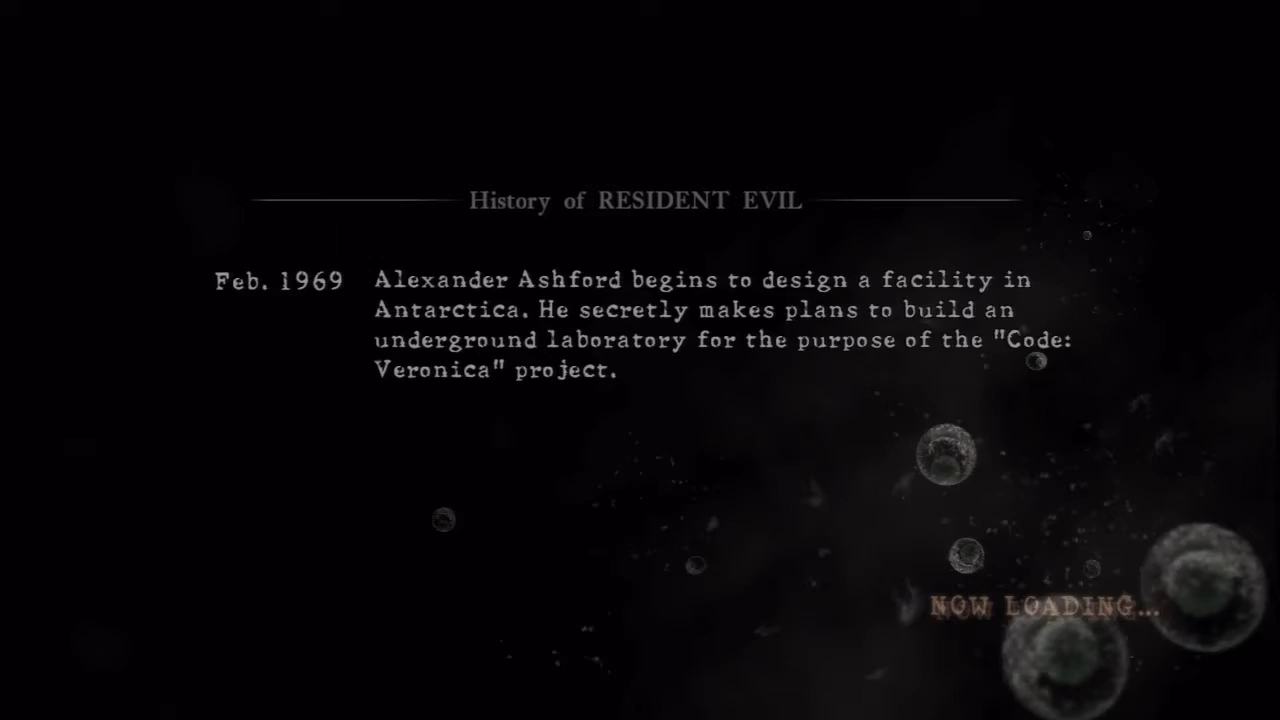 History of RESIDENT EVIL
Feb. 1969 Alexander Ashford begins to design a facility in
Antarctica. He secretly makes plans to build an
underground laboratory for the purpose of the "Code:
Veronica" project.
NOW LOADING...